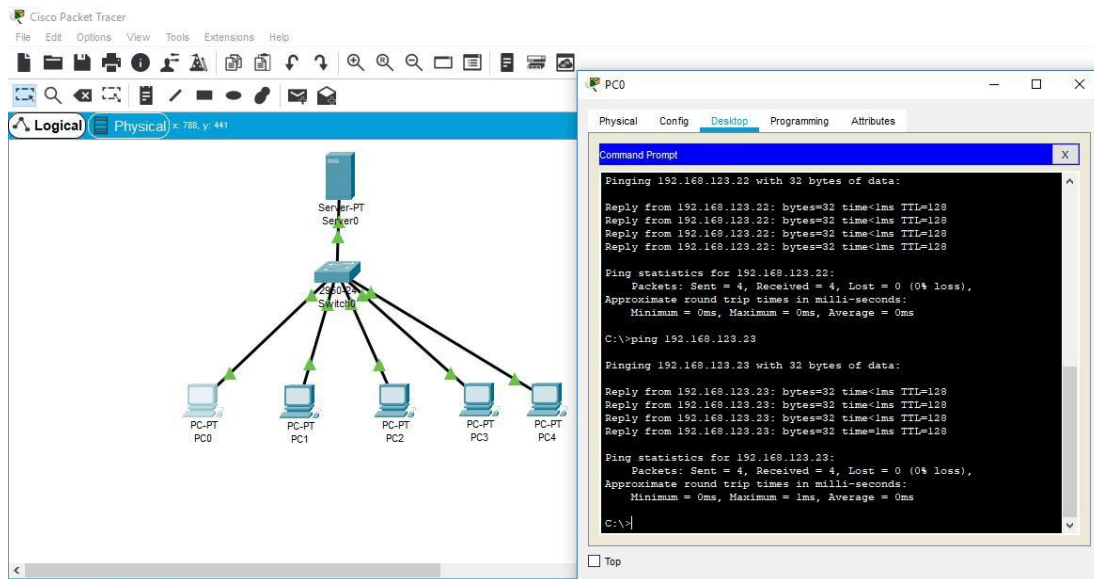 Cisco Packet Tracer
File Edit Options View Tools Extensions Help
Logical Physical x: 788, y: 441
Server-PT
Server0
2960-24
Switch0
PC-PT
PC0
PC-PT
PC1
PC-PT
PC2
PC-PT
PC3
PC-PT
PC4
PC0
Physical Config Desktop Programming Attributes
Command Prompt X
Pinging 192.168.123.22 with 32 bytes of data:
Reply from 192.168.123.22: bytes=32 time<1ms TTL=128
Reply from 192.168.123.22: bytes=32 time<1ms TTL=128
Reply from 192.168.123.22: bytes=32 time<1ms TTL=128
Reply from 192.168.123.22: bytes=32 time<1ms TTL=128
Ping statistics for 192.168.123.22:
Packets: Sent = 4, Received = 4, Lost = 0 (0% loss),
Approximate round trip times in milli-seconds:
Minimum = 0ms, Maximum = 0ms, Average = 0ms
C:\>ping 192.168.123.23
Pinging 192.168.123.23 with 32 bytes of data:
Reply from 192.168.123.23: bytes=32 time<1ms TTL=128
Reply from 192.168.123.23: bytes=32 time<1ms TTL=128
Reply from 192.168.123.23: bytes=32 time<1ms TTL=128
Reply from 192.168.123.23: bytes=32 time=1ms TTL=128
Ping statistics for 192.168.123.23:
Packets: Sent = 4, Received = 4, Lost = 0 (0% loss),
Approximate round trip times in milli-seconds:
Minimum = 0ms, Maximum = 1ms, Average = 0ms
C:\>
Top